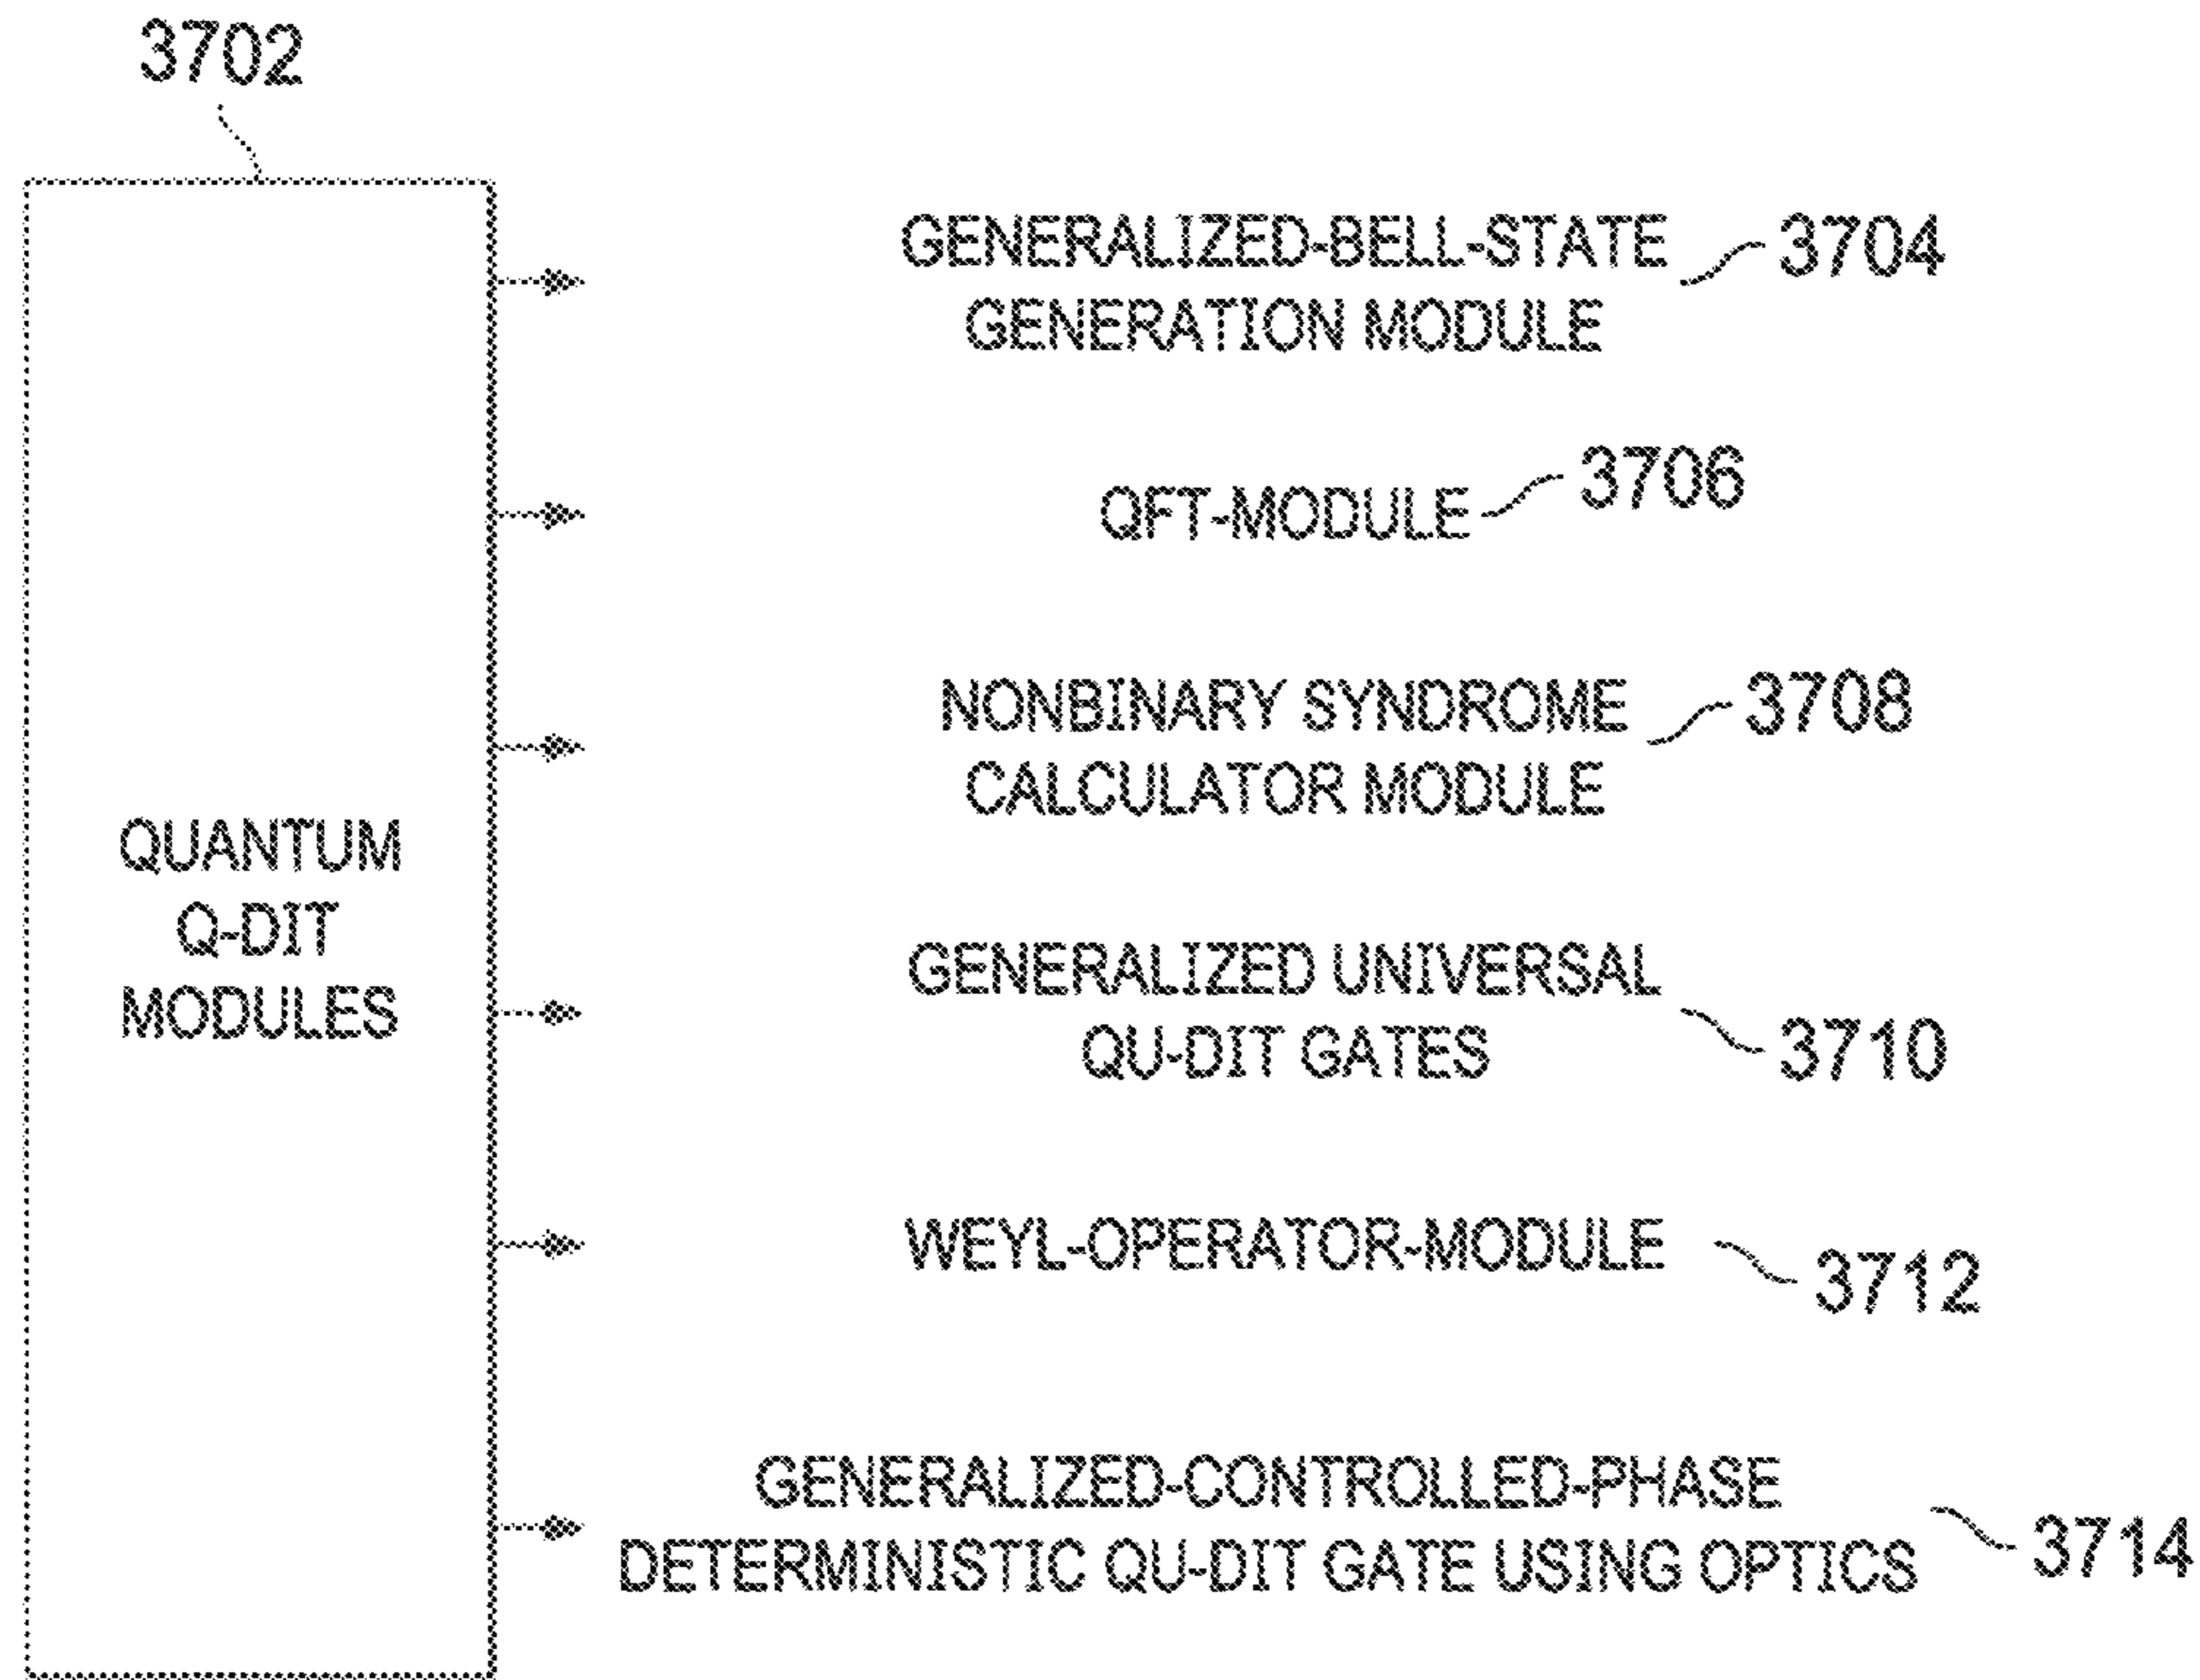 3702
QUANTUM
Q-DIT
MODULES
GENERALIZED-BELL-STATE
GENERATION MODULE
3704
QFT-MODULE
3706
NONBINARY SYNDROME
CALCULATOR MODULE
3708
GENERALIZED UNIVERSAL
QU-DIT GATES
3710
WEYL-OPERATOR-MODULE
3712
GENERALIZED-CONTROLLED-PHASE
DETERMINISTIC QU-DIT GATE USING OPTICS
3714